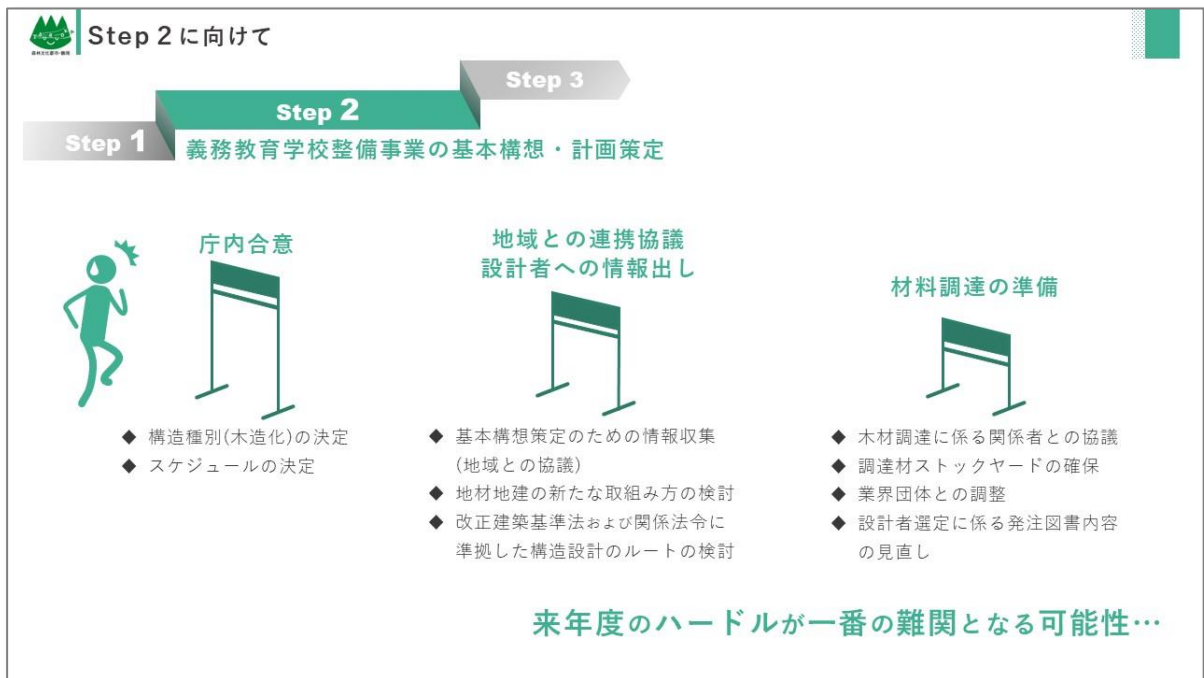 Step 2に向けて
Step 3
Step 2
Step 1
義務教育学校整備事業の基本構想・計画策定
庁内合意
◆ 構造種別(木造化)の決定
◆ スケジュールの決定
地域との連携協議
設計者への情報出し
◆ 基本構想策定のための情報収集
(地域との協議)
◆ 地材地建の新たな取組み方の検討
◆ 改正建築基準法および関係法令に
準拠した構造設計のルートの検討
材料調達の準備
◆ 木材調達に係る関係者との協議
◆ 調達材ストックヤードの確保
◆ 業界団体との調整
◆ 設計者選定に係る発注図書内容
の見直し
来年度のハードルが一番の難関となる可能性…